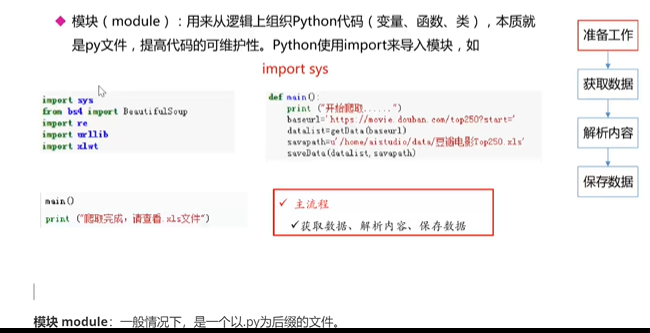 模块（module）：用来从逻辑上组织Python代码（变量、函数、类），本质就
是py文件，提高代码的可维护性。Python使用import来导入模块，如
import sys
import sys
from bs4 import BeautifulSoup
import re
import urllib
import xlwt
def main():
print ("开始爬取......")
baseurl='https://movie.douban.com/top250?start='
datalist=getData(baseurl)
savapath=u'/home/aistudio/data/豆瓣电影Top250.xls'
saveData(datalist,savapath)
main()
print ("爬取完成，请查看.xls文件")
主流程
获取数据、解析内容、保存数据
准备工作
获取数据
解析内容
保存数据
模块 module：一般情况下，是一个以.py为后缀的文件。